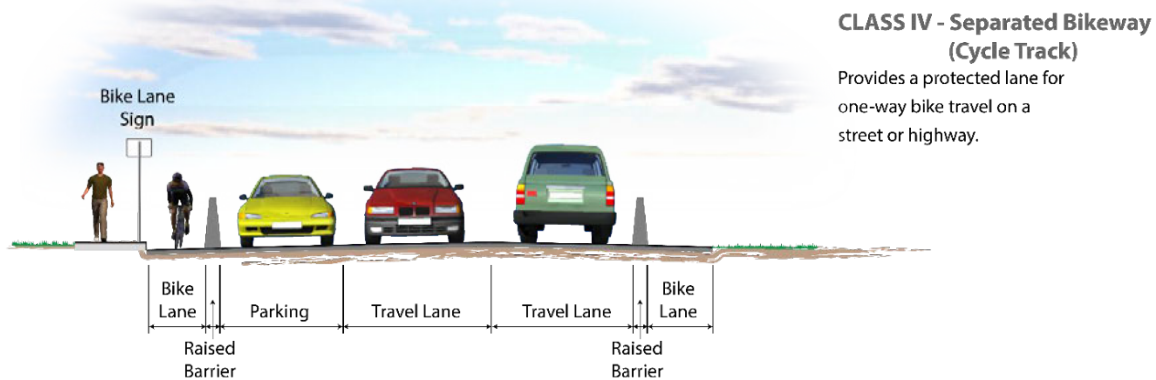 CLASS IV - Separated Bikeway
(Cycle Track)
Provides a protected lane for
one-way bike travel on a
street or highway.
Bike Lane
Sign
Bike
Lane
Parking
Travel Lane
Travel Lane
Bike
Lane
Raised
Barrier
Raised
Barrier